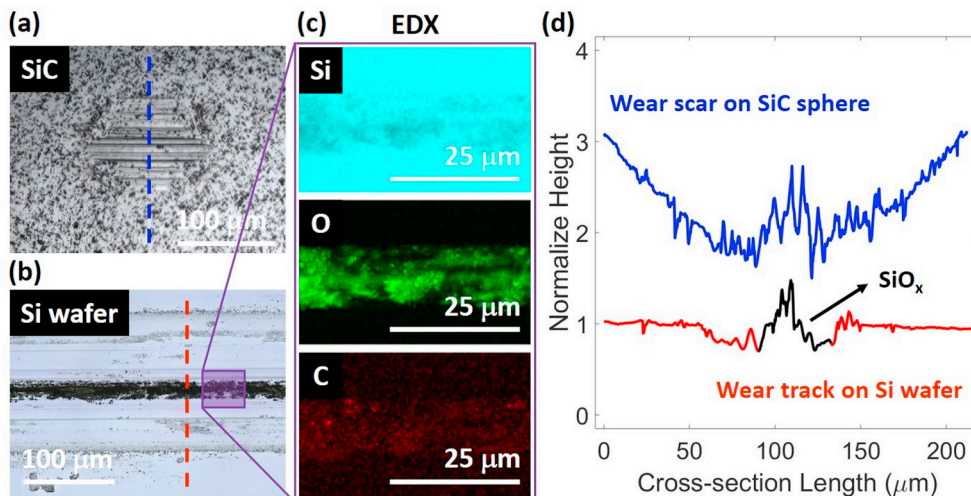 (a)
SiC
100 μm
(b)
Si wafer
100 μm
(c)
EDX
Si
25 μm
O
25 μm
C
25 μm
(d)
4
3
2
1
0
Normalize Height
Wear scar on SiC sphere
SiOx
Wear track on Si wafer
0
50
100
150
200
Cross-section Length (μm)